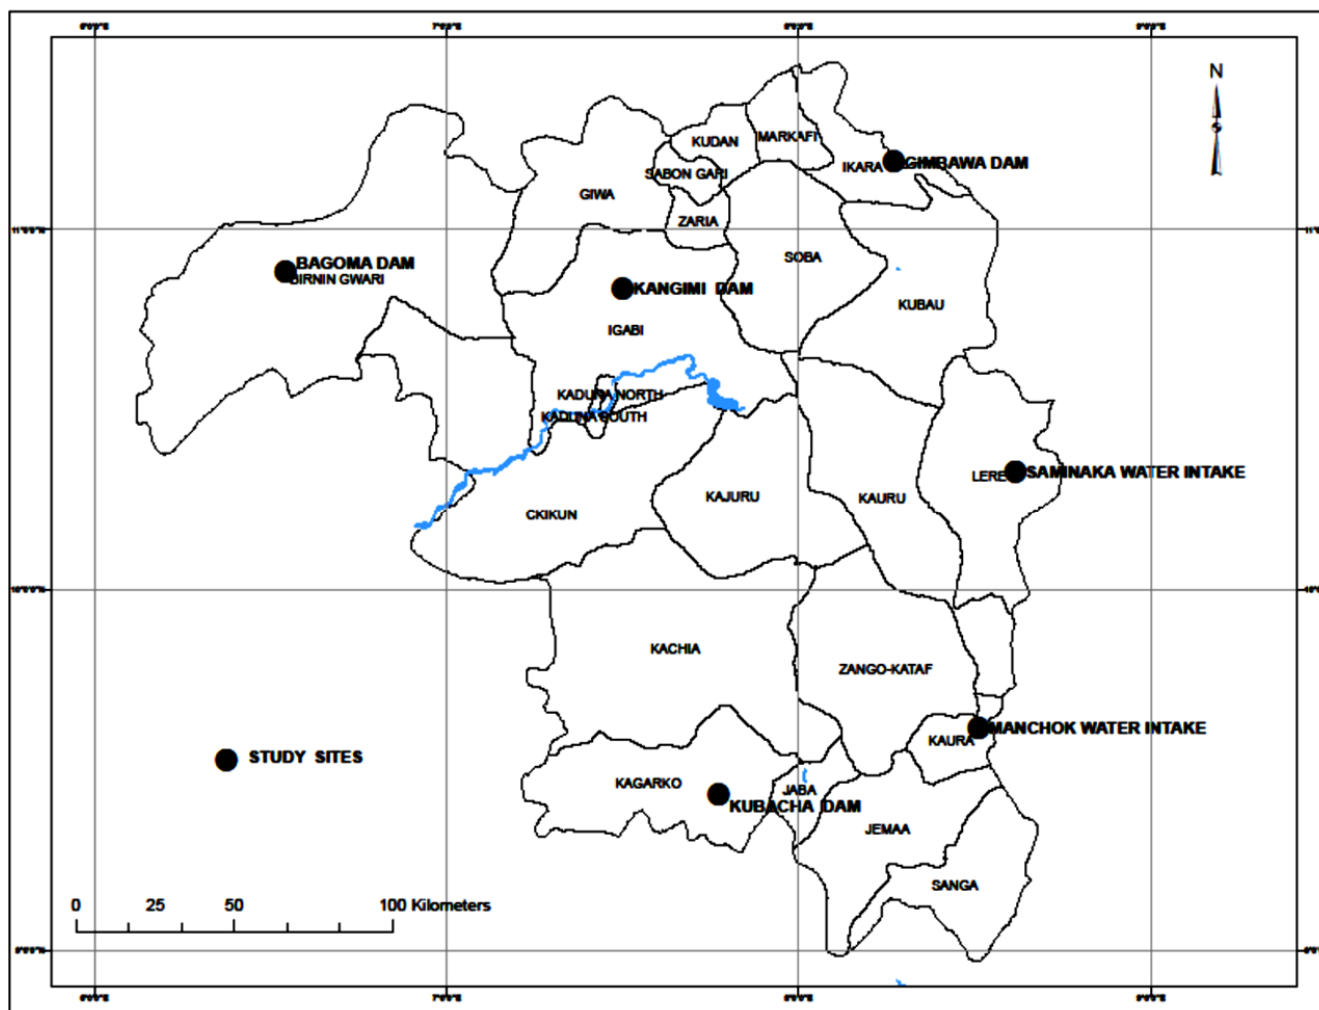 N
KUDAN
MARKAFI
IKARA
GIMBAWA DAM
SABON GARI
GIWA
ZARIA
SOBA
BAGOMA DAM
BIRNIN GWARI
KANGIMI DAM
KUBAU
IGABI
KADUNA NORTH
KADUNA SOUTH
LERE
SAMINAKA WATER INTAKE
KAJURU
KAURU
CKIKUN
KACHIA
ZANGO-KATAF
MANCHOK WATER INTAKE
KAURA
STUDY SITES
KAGARKO
JABA
KUBACHA DAM
JEMAA
SANGA
0 25 50 100 Kilometers